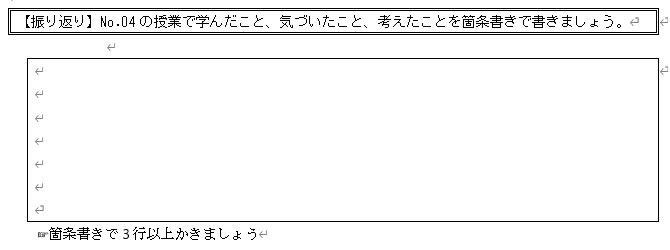 【振り返り】No.04の授業で学んだこと、気づいたこと、考えたことを箇条書きで書きましょう。
☞箇条書きで3行以上かきましょう